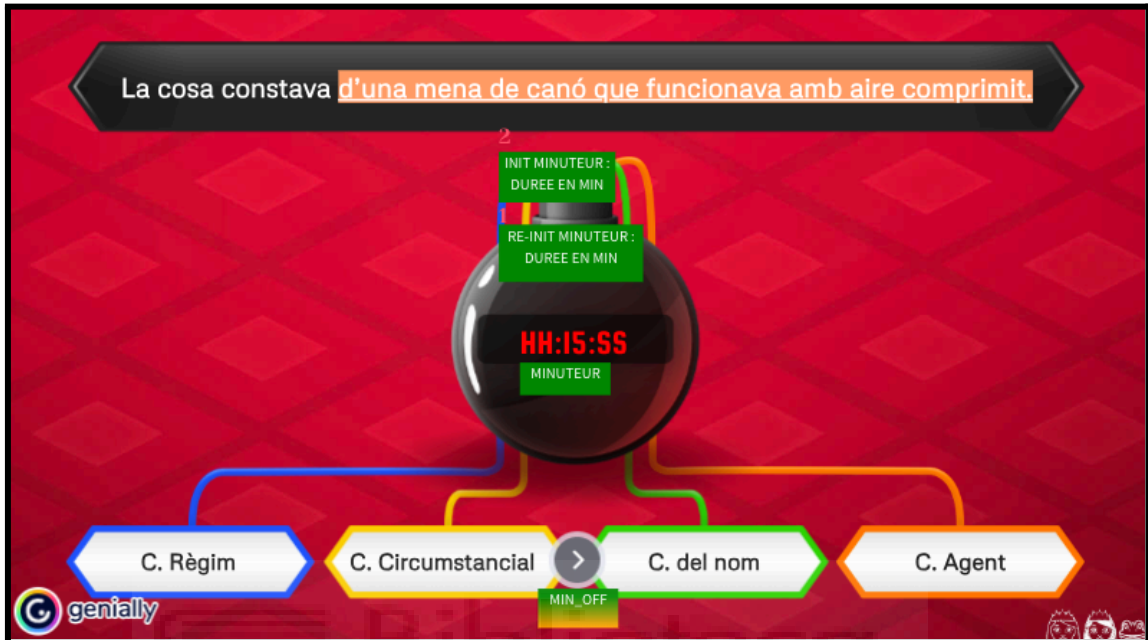 La cosa constava d'una mena de canó que funcionava amb aire comprimit.
2
INIT MINUTEUR :
DUREE EN MIN
1
RE-INIT MINUTEUR :
DUREE EN MIN
HH:15:SS
MINUTEUR
C. Règim
C. Circumstancial
C. del nom
C. Agent
MIN_OFF
genially